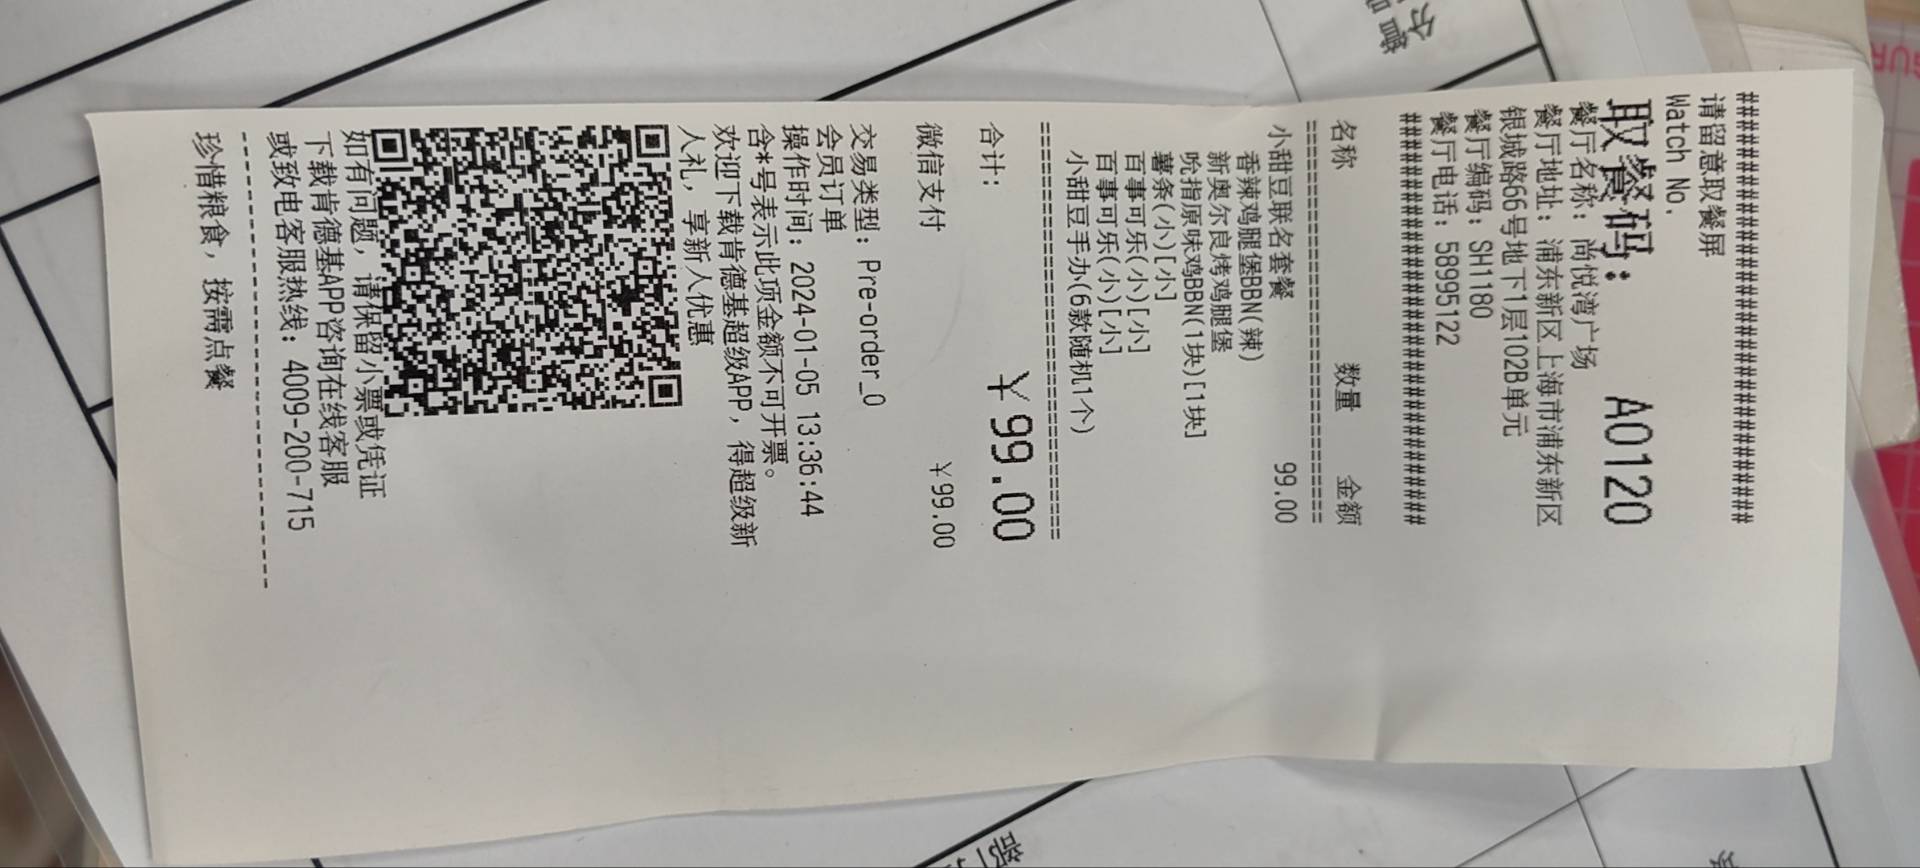 ##############################
请留意取餐屏
Watch No.
取餐码： A0120
餐厅名称：尚悦湾广场
餐厅地址：浦东新区上海市浦东新区
银城路66号地下1层102B单元
餐厅编码：SH1180
餐厅电话：58995122
##############################
名称 数量 金额
==============================
小甜豆联名套餐 99.00
香辣鸡腿堡BBN(辣)
新奥尔良烤鸡腿堡
吮指原味鸡BBN(1块)[1块]
薯条(小)[小]
百事可乐(小)[小]
百事可乐(小)[小]
小甜豆手办(6款随机1个)
==============================
合计： ￥99.00
微信支付 ￥99.00
交易类型：Pre-order_0
会员订单
操作时间：2024-01-05 13:36:44
含*号表示此项金额不可开票。
欢迎下载肯德基超级APP，得超级新
人礼，享新人优惠
如有问题，请保留小票或凭证
下载肯德基APP咨询在线客服
或致电客服热线：4009-200-715
------------------------------
珍惜粮食，按需点餐